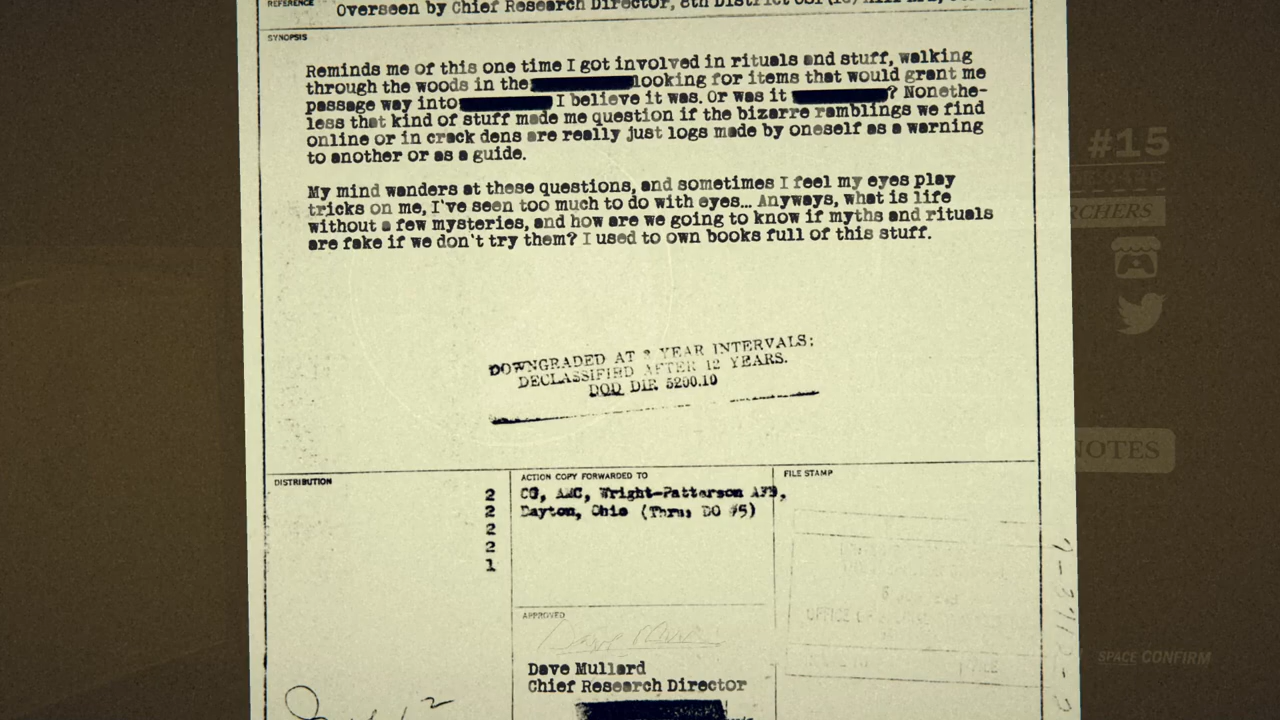 REFERENCE
Overseen by Chief Research Director, 8th District
SYNOPSIS
Reminds me of this one time I got involved in rituals and stuff, walking
through the woods in the looking for items that would grant me
passage way into I believe it was. Or was it ? Nonethe-
less that kind of stuff made me question if the bizarre ramblings we find
online or in crack dens are really just logs made by oneself as a warning
to another or as a guide.
My mind wanders at these questions, and sometimes I feel my eyes play
tricks on me, I've seen too much to do with eyes... Anyways, what is life
without a few mysteries, and how are we going to know if myths and rituals
are fake if we don't try them? I used to own books full of this stuff.
#15
RCHERS
DOWNGRADED AT 3 YEAR INTERVALS;
DECLASSIFIED AFTER 12 YEARS.
DOD DIR 5200.10
NOTES
DISTRIBUTION
2
2
2
2
1
ACTION COPY FORWARDED TO
CG, AMC, Wright-Patterson AFB,
Dayton, Ohio (Thru: DO #5)
FILE STAMP
APPROVED
Dave Mullard
Chief Research Director
SPACE CONFIRM